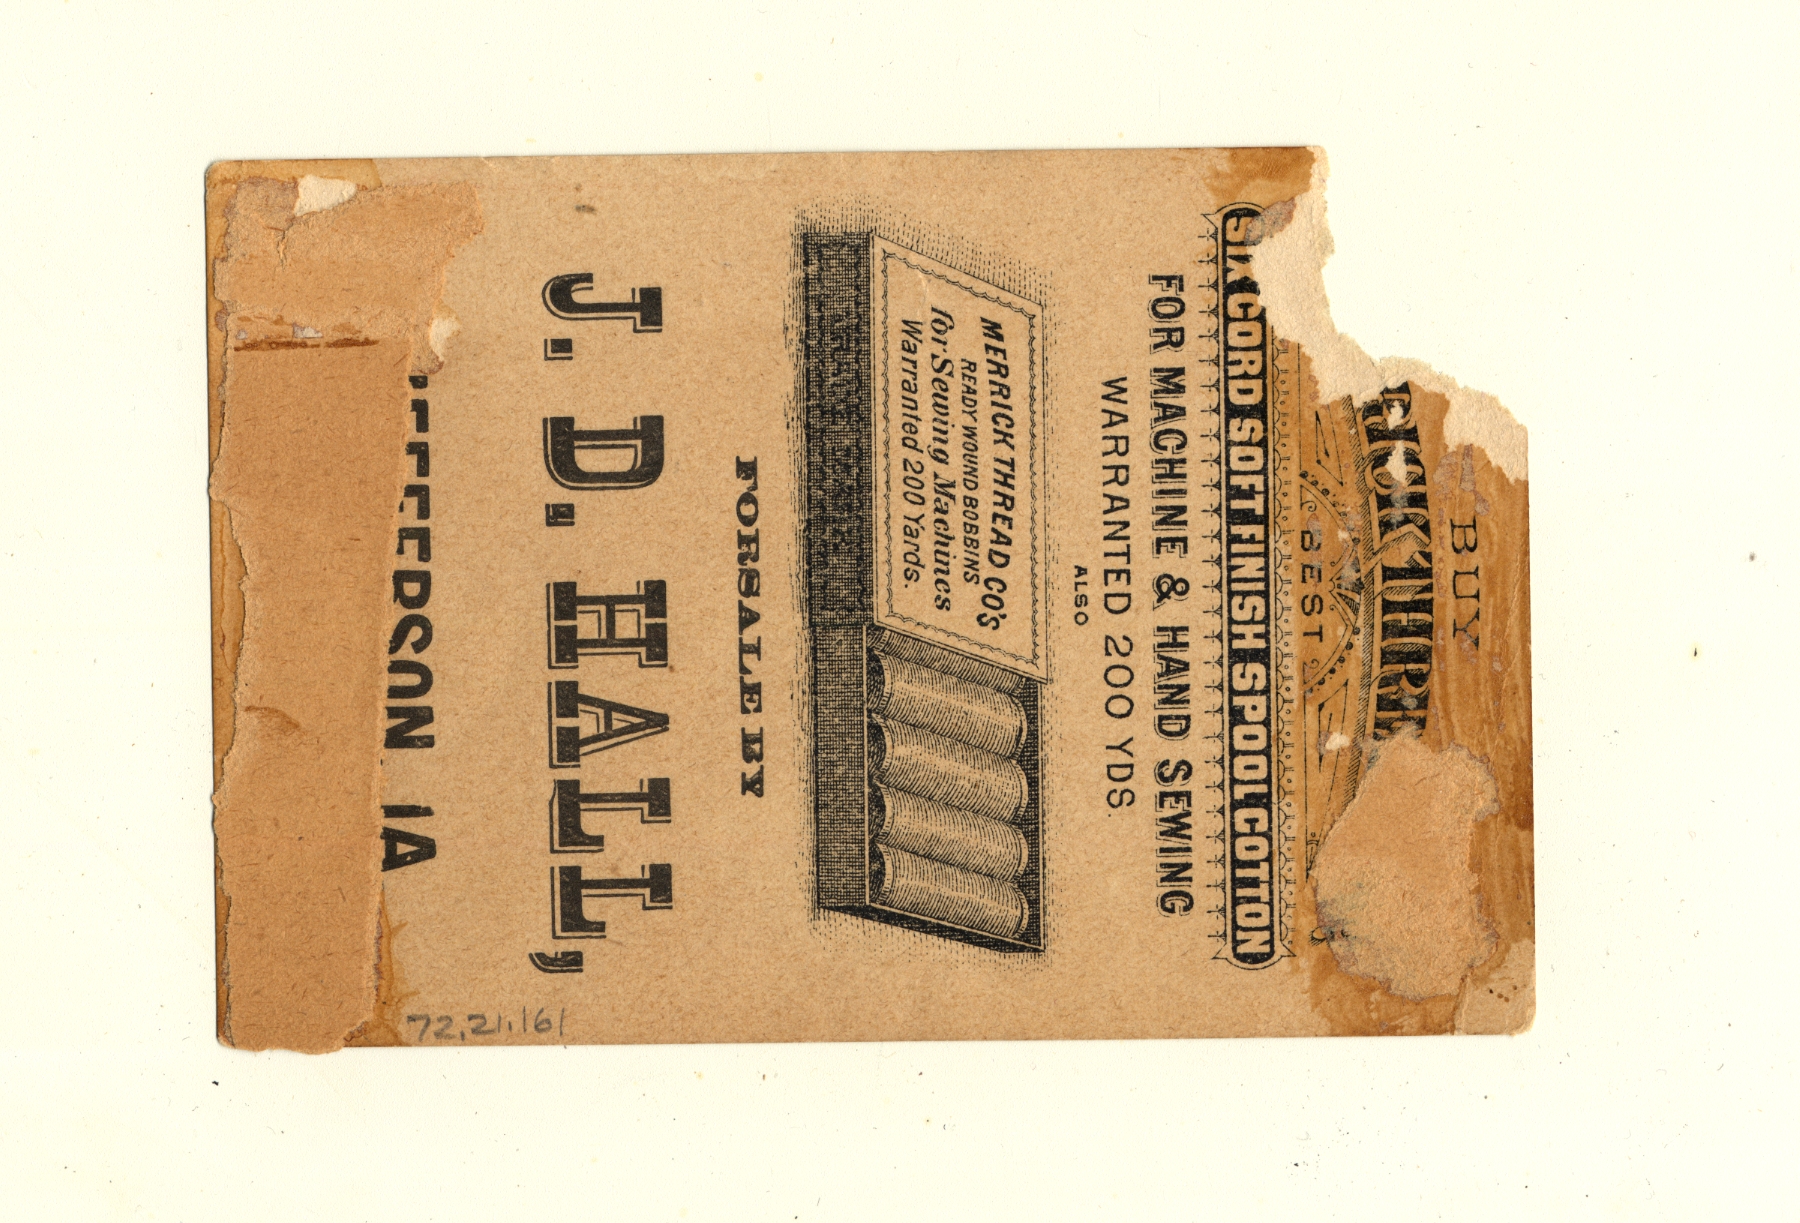 BUY
BEST
SIX CORD SOFT FINISH SPOOL COTTON
FOR MACHINE & HAND SEWING
WARRANTED 200 YDS.
ALSO
MERRICK THREAD CO'S
READY WOUND BOBBINS
for Sewing Machines
Warranted 200 Yards.
FOR SALE BY
J. D. HALL,
JEFFERSON IA
72.21.161